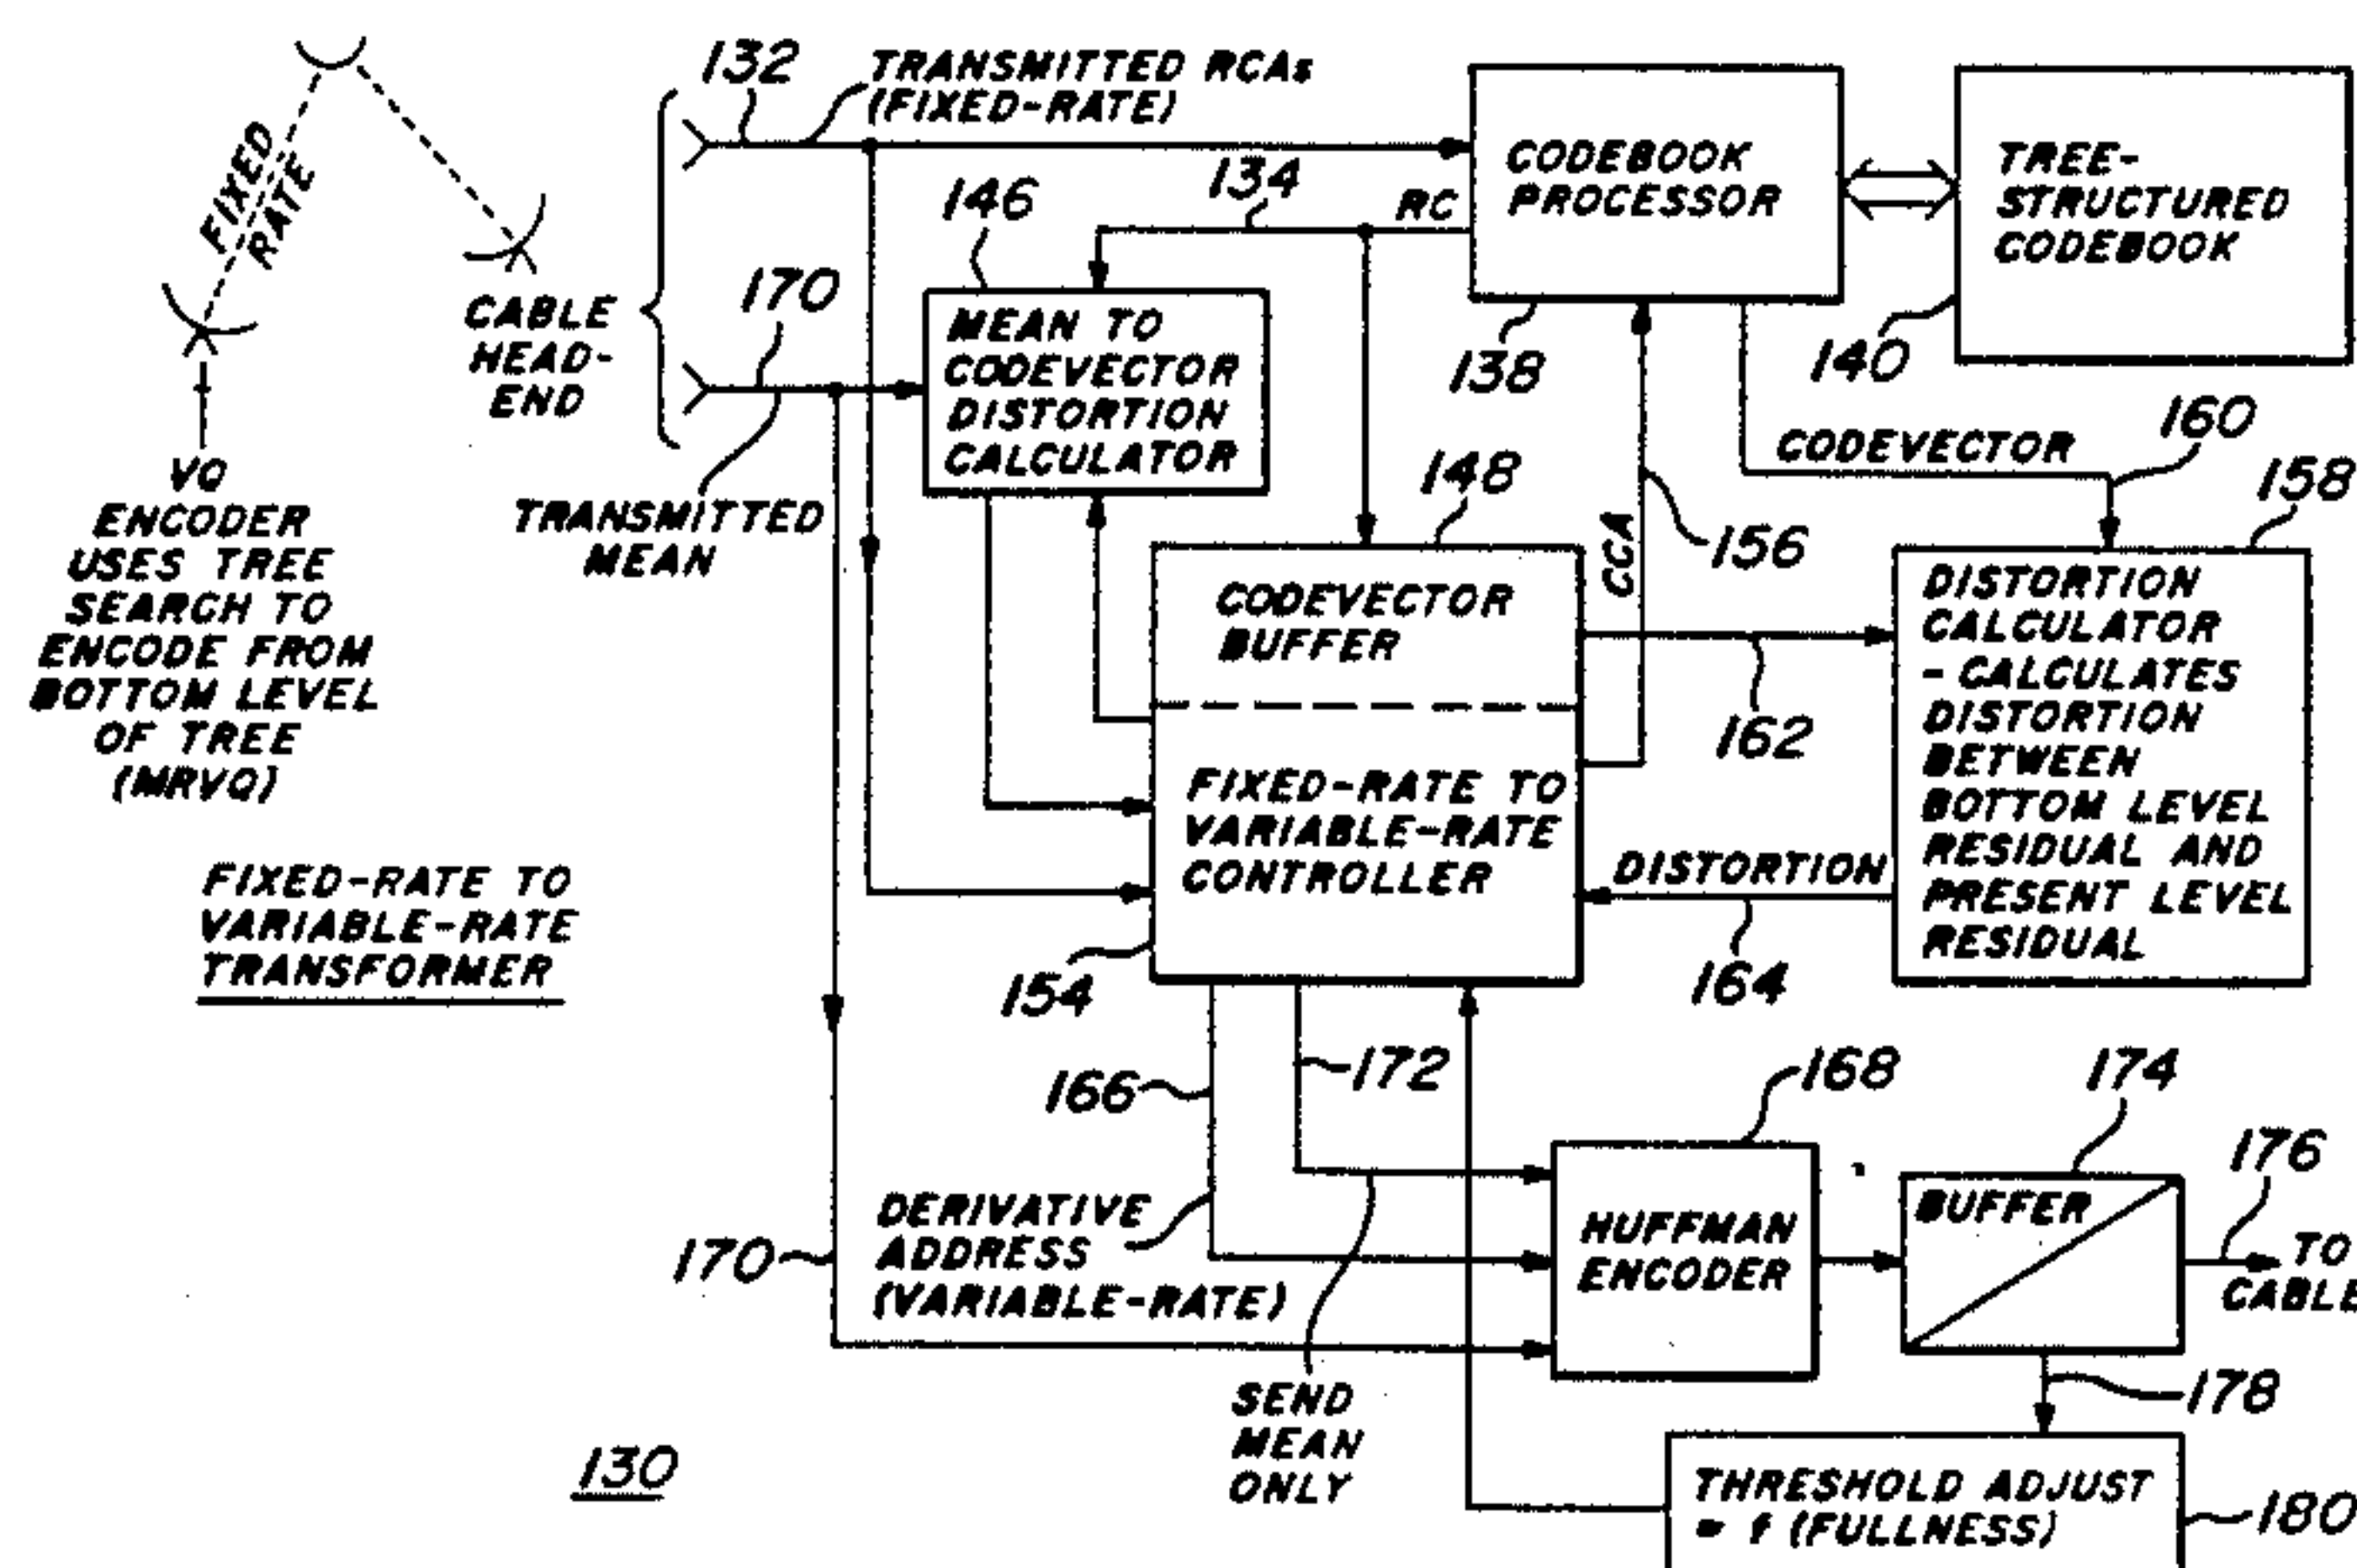 132
TRANSMITTED RCAs
(FIXED-RATE)
FIXED
RATE
CABLE
HEAD-
END
VQ
ENCODER
USES TREE
SEARCH TO
ENCODE FROM
BOTTOM LEVEL
OF TREE
(MRVQ)
FIXED-RATE TO
VARIABLE-RATE
TRANSFORMER
130
134
RC
CODEBOOK
PROCESSOR
138
TREE-
STRUCTURED
CODEBOOK
140
146
170
MEAN TO
CODEVECTOR
DISTORTION
CALCULATOR
TRANSMITTED
MEAN
148
CODEVECTOR
BUFFER
FIXED-RATE TO
VARIABLE-RATE
CONTROLLER
154
CCA
156
CODEVECTOR
160
158
DISTORTION
CALCULATOR
- CALCULATES
DISTORTION
BETWEEN
BOTTOM LEVEL
RESIDUAL AND
PRESENT LEVEL
RESIDUAL
162
DISTORTION
164
166
172
168
174
176
170
DERIVATIVE
ADDRESS
(VARIABLE-RATE)
HUFFMAN
ENCODER
BUFFER
TO
CABLE
SEND
MEAN
ONLY
178
THRESHOLD ADJUST
= f (FULLNESS)
180